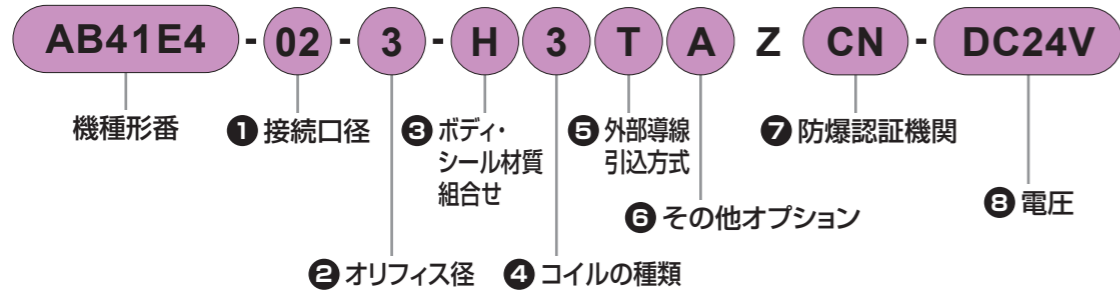 AB41E4 - 02 - 3 - H 3 T A Z CN - DC24V
機種形番
❶ 接続口径
❸ ボディ・
シール材質
組合せ
❺ 外部導線
引込方式
❼ 防爆認証機関
❻ その他オプション
❽ 電圧
❷ オリフィス径
❹ コイルの種類